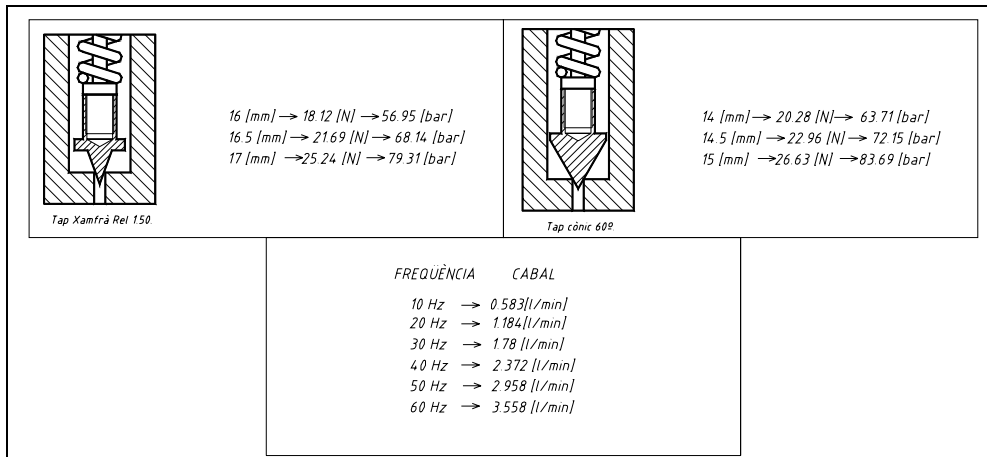 16 [mm] → 18.12 [N] → 56.95 [bar]
16.5 [mm] → 21.69 [N] → 68.14 [bar]
17 [mm] → 25.24 [N] → 79.31 [bar]
Tap Xamfrà Rel 1.50.
14 [mm] → 20.28 [N] → 63.71 [bar]
14.5 [mm] → 22.96 [N] → 72.15 [bar]
15 [mm] → 26.63 [N] → 83.69 [bar]
Tap cònic 60º.
FREQÜÈNCIA CABAL
10 Hz → 0.583[l/min]
20 Hz → 1.184[l/min]
30 Hz → 1.78 [l/min]
40 Hz → 2.372 [l/min]
50 Hz → 2.958 [l/min]
60 Hz → 3.558 [l/min]